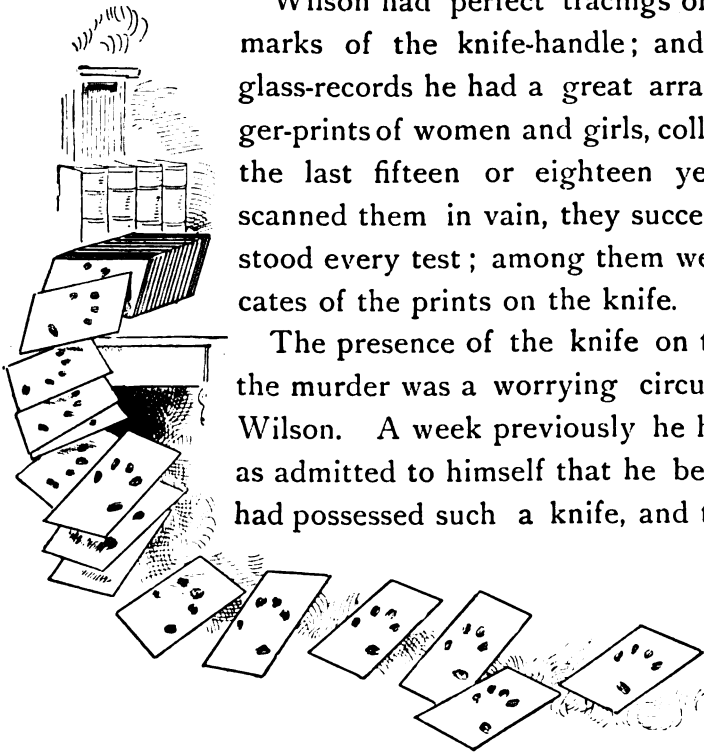 Wilson had perfect tracings o
marks of the knife-handle; and
glass-records he had a great arra
ger-prints of women and girls, coll
the last fifteen or eighteen ye
scanned them in vain, they succe
stood every test; among them we
cates of the prints on the knife.
The presence of the knife on t
the murder was a worrying circu
Wilson. A week previously he h
as admitted to himself that he be
had possessed such a knife, and t